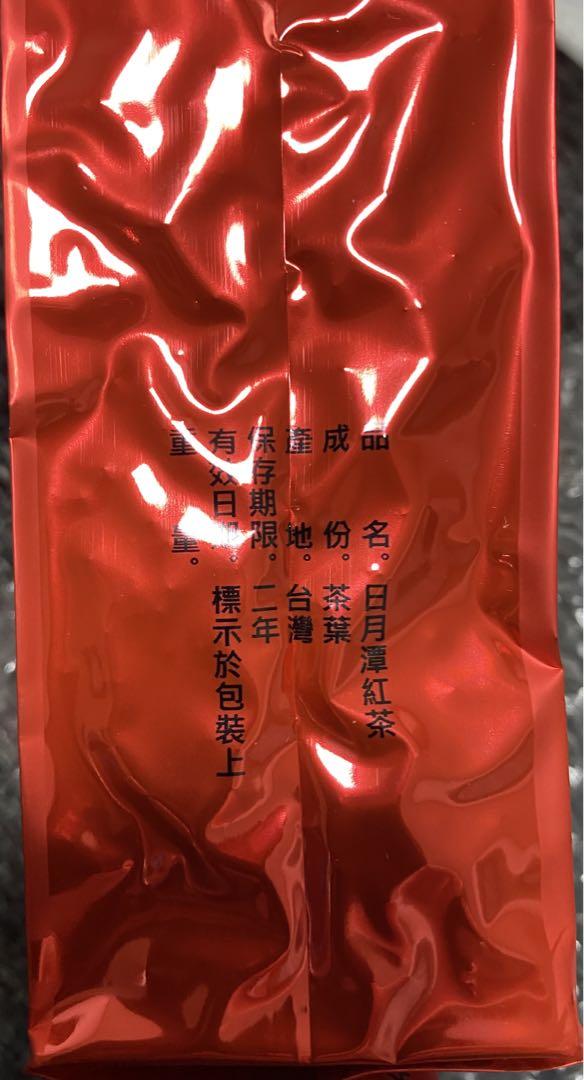 品名。日月潭紅茶
成份。茶葉
產地。台灣
保存期限。二年
有效日期。標示於包裝上
重量。